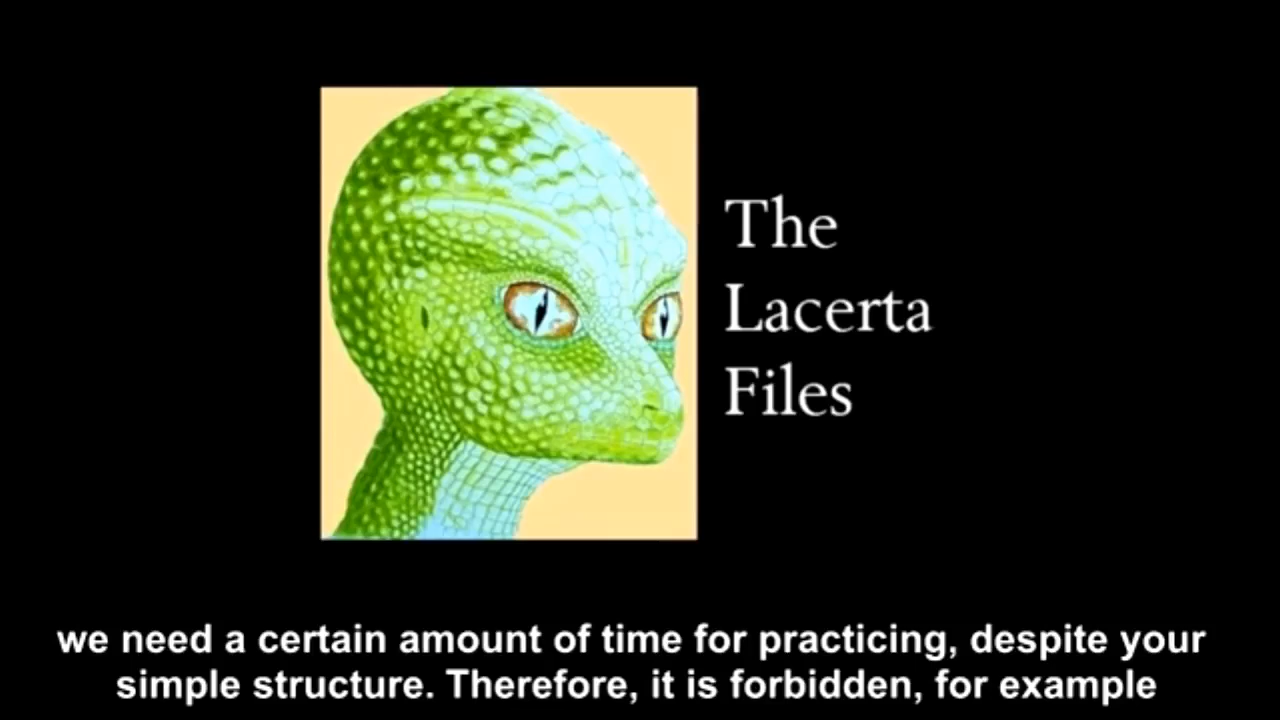 The
Lacerta
Files
we need a certain amount of time for practicing, despite your
simple structure. Therefore, it is forbidden, for example